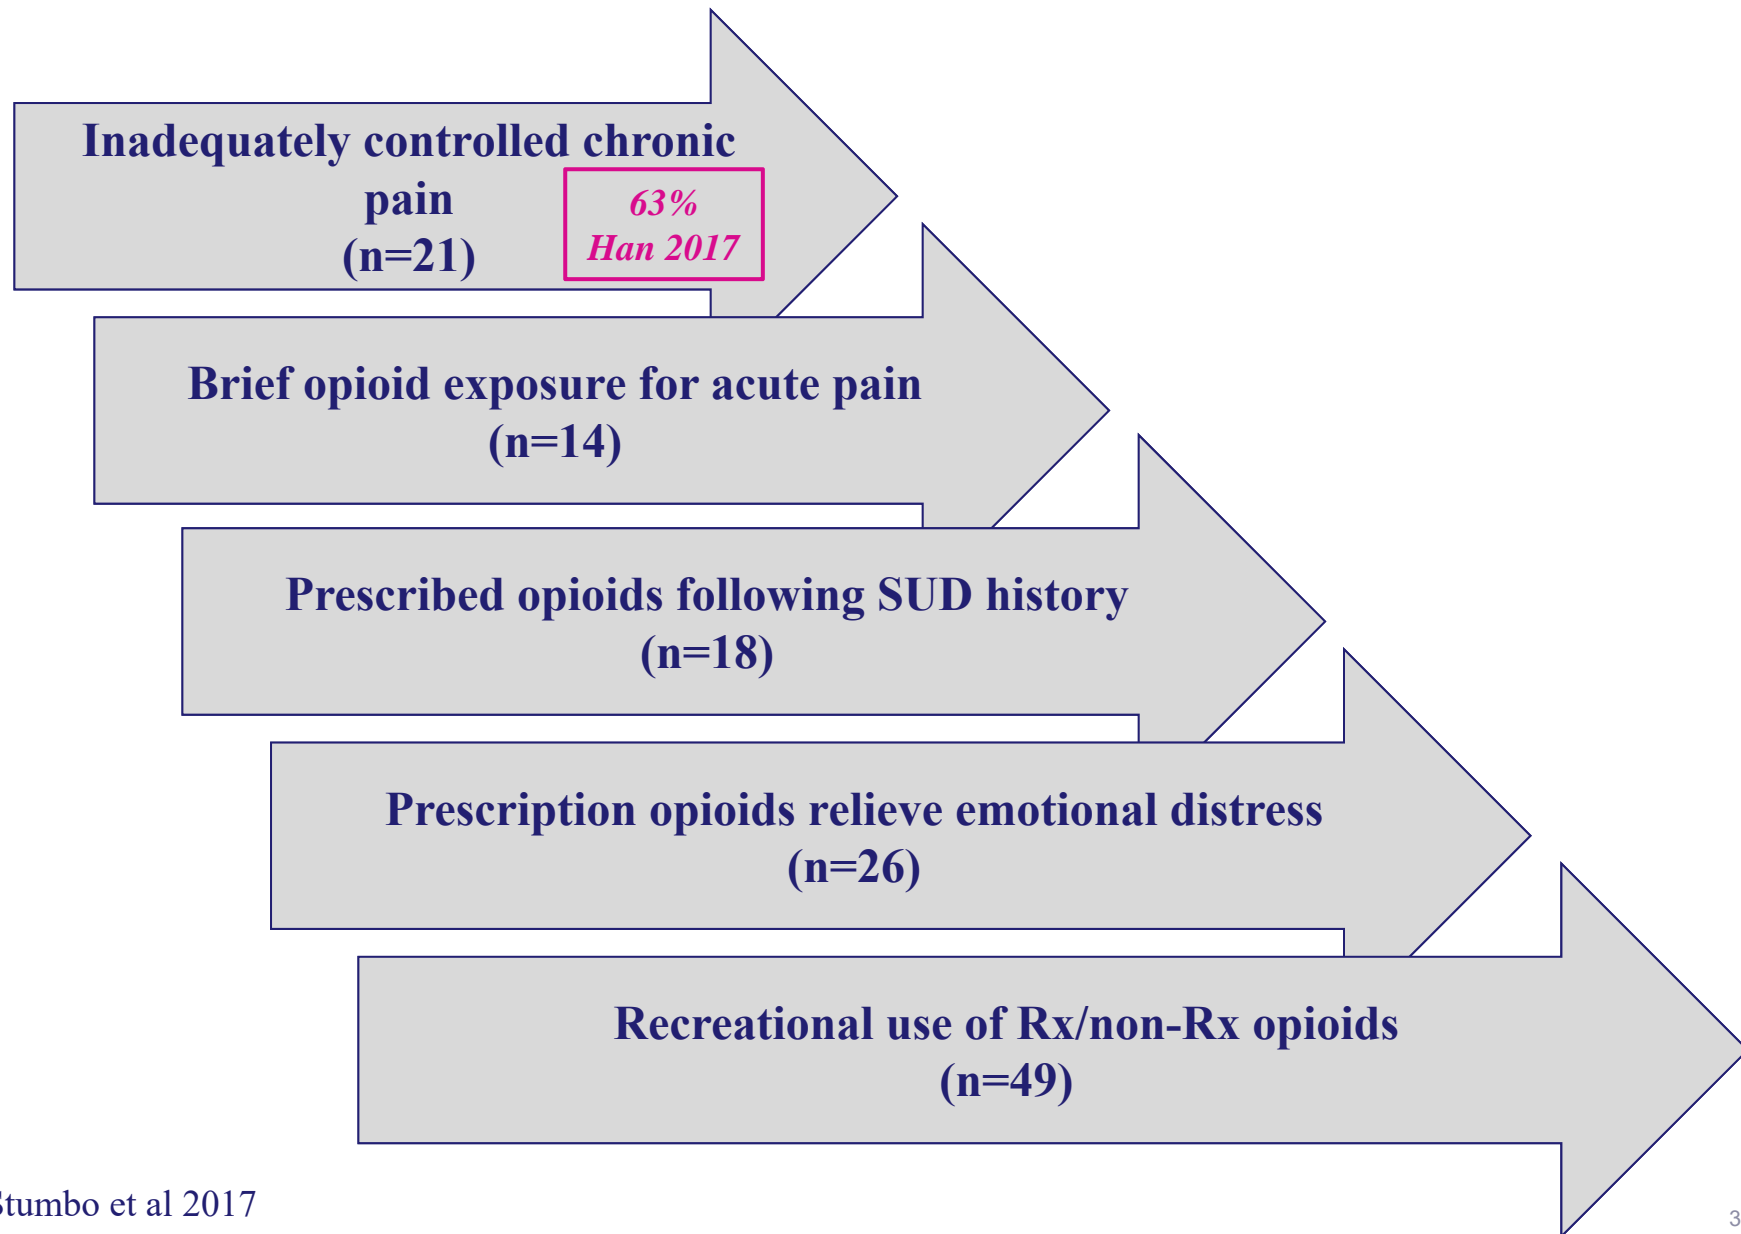 Inadequately controlled chronic
pain
(n=21)
63%
Han 2017
Brief opioid exposure for acute pain
(n=14)
Prescribed opioids following SUD history
(n=18)
Prescription opioids relieve emotional distress
(n=26)
Recreational use of Rx/non-Rx opioids
(n=49)
Stumbo et al 2017
3